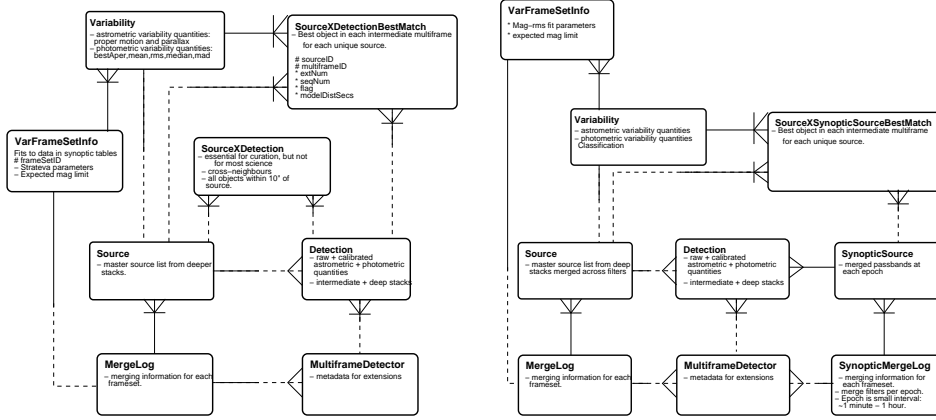 Variability
– astrometric variability quantities:
proper motion and parallax
– photometric variability quantities:
bestAper,mean,rms,median,mad
SourceXDetectionBestMatch
– Best object in each intermediate multiframe
for each unique source.
# sourceID
# multiframeID
* extNum
* seqNum
* flag
* modelDistSecs
VarFrameSetInfo
Fits to data in synoptic tables
# frameSetID
– Strateva parameters
– Expected mag limit
SourceXDetection
– essential for curation, but not
for most science
– cross–neighbours
– all objects within 10" of
source.
Source
– master source list from deeper
stacks.
Detection
– raw + calibrated
astrometric + photometric
quantities
– intermediate + deep stacks
MergeLog
– merging information for each
frameset.
MultiframeDetector
– metadata for extensions
VarFrameSetInfo
* Mag–rms fit parameters
* expected mag limit
Variability
– astrometric variability quantities
– photometric variability quantities
Classification
SourceXSynopticSourceBestMatch
– Best object in each intermediate multiframe
for each unique source.
Source
– master source list from deep
stacks merged across filters
Detection
– raw + calibrated
astrometric + photometric
quantities
– intermediate + deep stacks
SynopticSource
– merged passbands at
each epoch
MergeLog
– merging information for each
frameset.
MultiframeDetector
– metadata for extensions
SynopticMergeLog
– merging information for
each frameset.
– merge filters per epoch.
– Epoch is small interval:
~1 minute – 1 hour.